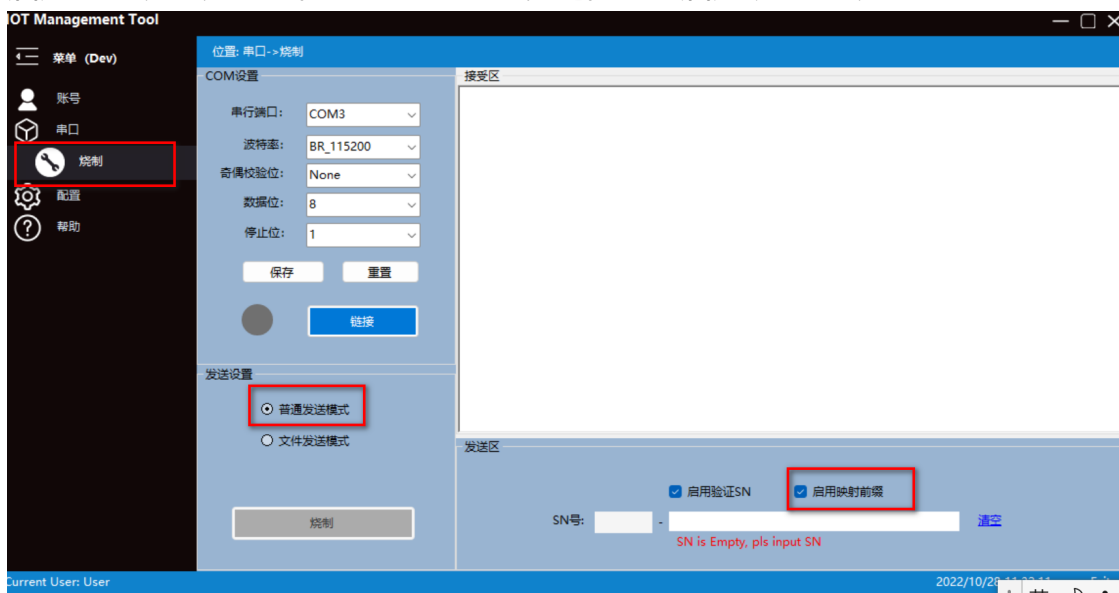 IOT Management Tool
菜单 (Dev)
账号
串口
烧制
配置
帮助
位置: 串口->烧制
COM设置
串行端口: COM3
波特率: BR_115200
奇偶校验位: None
数据位: 8
停止位: 1
保存 重置
链接
发送设置
普通发送模式
文件发送模式
烧制
接受区
发送区
启用验证SN 启用映射前缀
SN号: - 清空
SN is Empty, pls input SN
Current User: User
2022/10/28